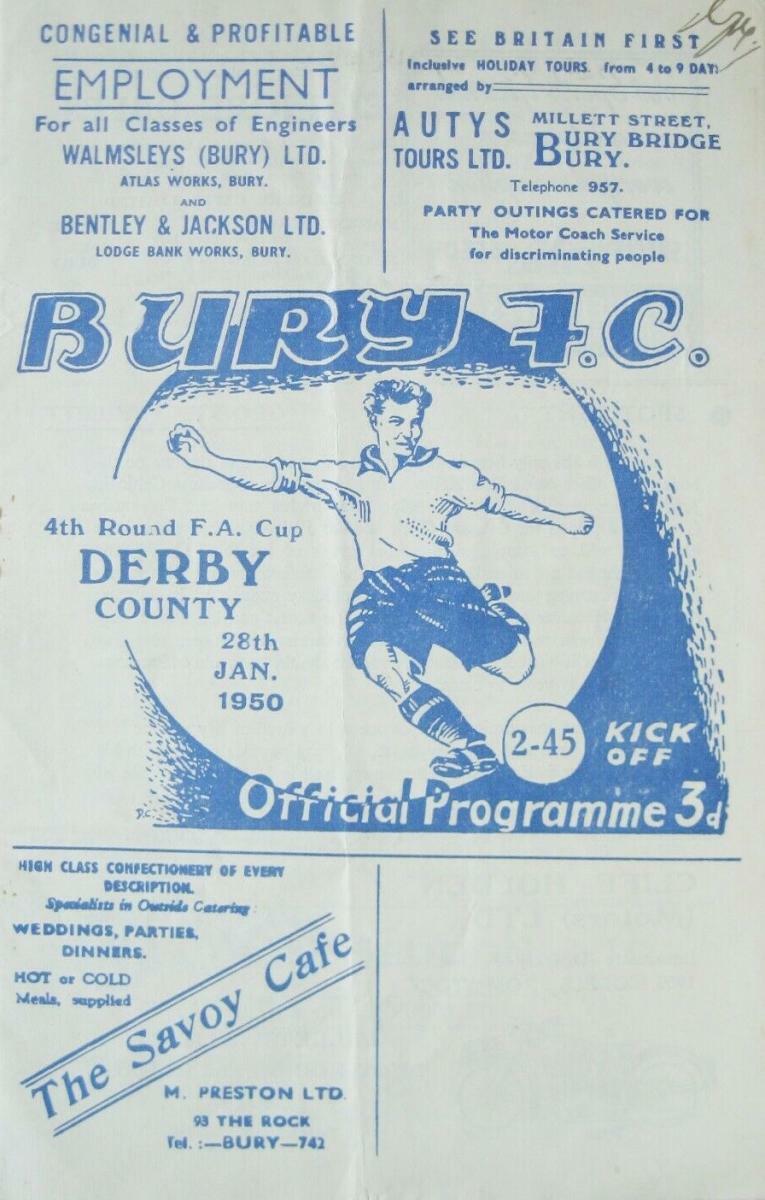 CONGENIAL & PROFITABLE
EMPLOYMENT
For all Classes of Engineers
WALMSLEYS (BURY) LTD.
ATLAS WORKS, BURY.
AND
BENTLEY & JACKSON LTD.
LODGE BANK WORKS, BURY.
SEE BRITAIN FIRST
Inclusive HOLIDAY TOURS. from 4 to 9 DAYS
arranged by
AUTYS
TOURS LTD.
MILLETT STREET,
BURY BRIDGE
BURY.
Telephone 957.
PARTY OUTINGS CATERED FOR
The Motor Coach Service
for discriminating people
BURY F.C.
4th Round F.A. Cup
DERBY
COUNTY
28th
JAN.
1950
2-45
KICK
OFF
Official Programme 3d
HIGH CLASS CONFECTIONERY OF EVERY
DESCRIPTION.
Specialists in Outside Catering:
WEDDINGS, PARTIES,
DINNERS.
HOT or COLD
Meals, supplied
The Savoy Cafe
M. PRESTON LTD.
93 THE ROCK
Tel. :—BURY—742